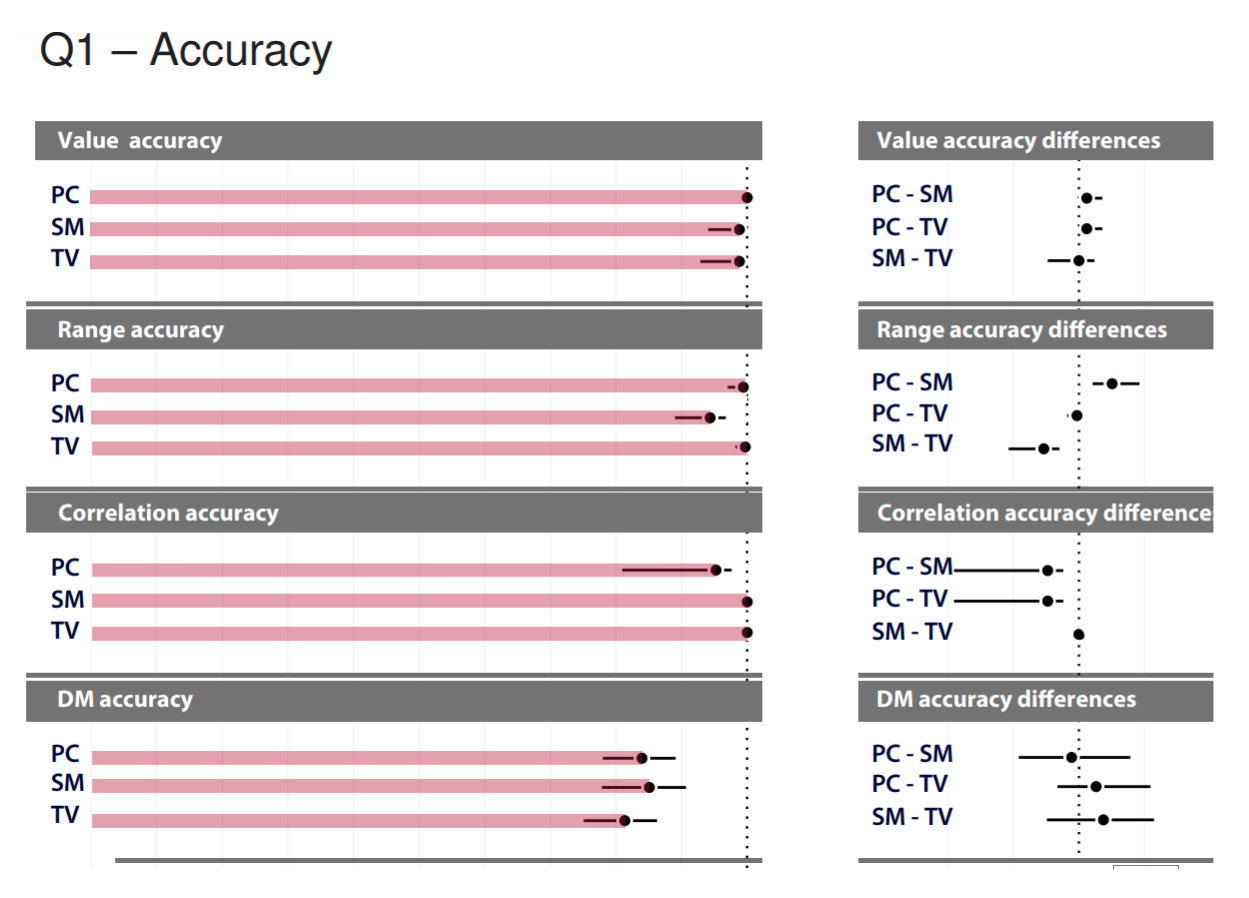 Q1 – Accuracy
Value accuracy
PC
SM
TV
Value accuracy differences
PC - SM
PC - TV
SM - TV
Range accuracy
PC
SM
TV
Range accuracy differences
PC - SM
PC - TV
SM - TV
Correlation accuracy
PC
SM
TV
Correlation accuracy difference
PC - SM
PC - TV
SM - TV
DM accuracy
PC
SM
TV
DM accuracy differences
PC - SM
PC - TV
SM - TV